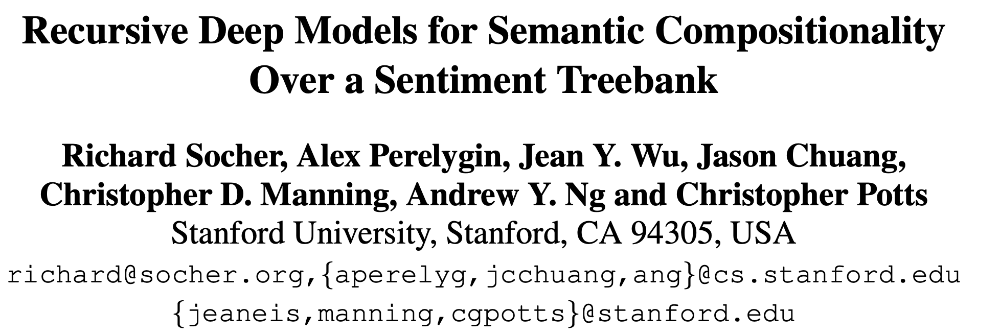 Recursive Deep Models for Semantic Compositionality
Over a Sentiment Treebank
Richard Socher, Alex Perelygin, Jean Y. Wu, Jason Chuang,
Christopher D. Manning, Andrew Y. Ng and Christopher Potts
Stanford University, Stanford, CA 94305, USA
richard@socher.org,{aperelyg,jcchuang,ang}@cs.stanford.edu
{jeaneis,manning,cgpotts}@stanford.edu